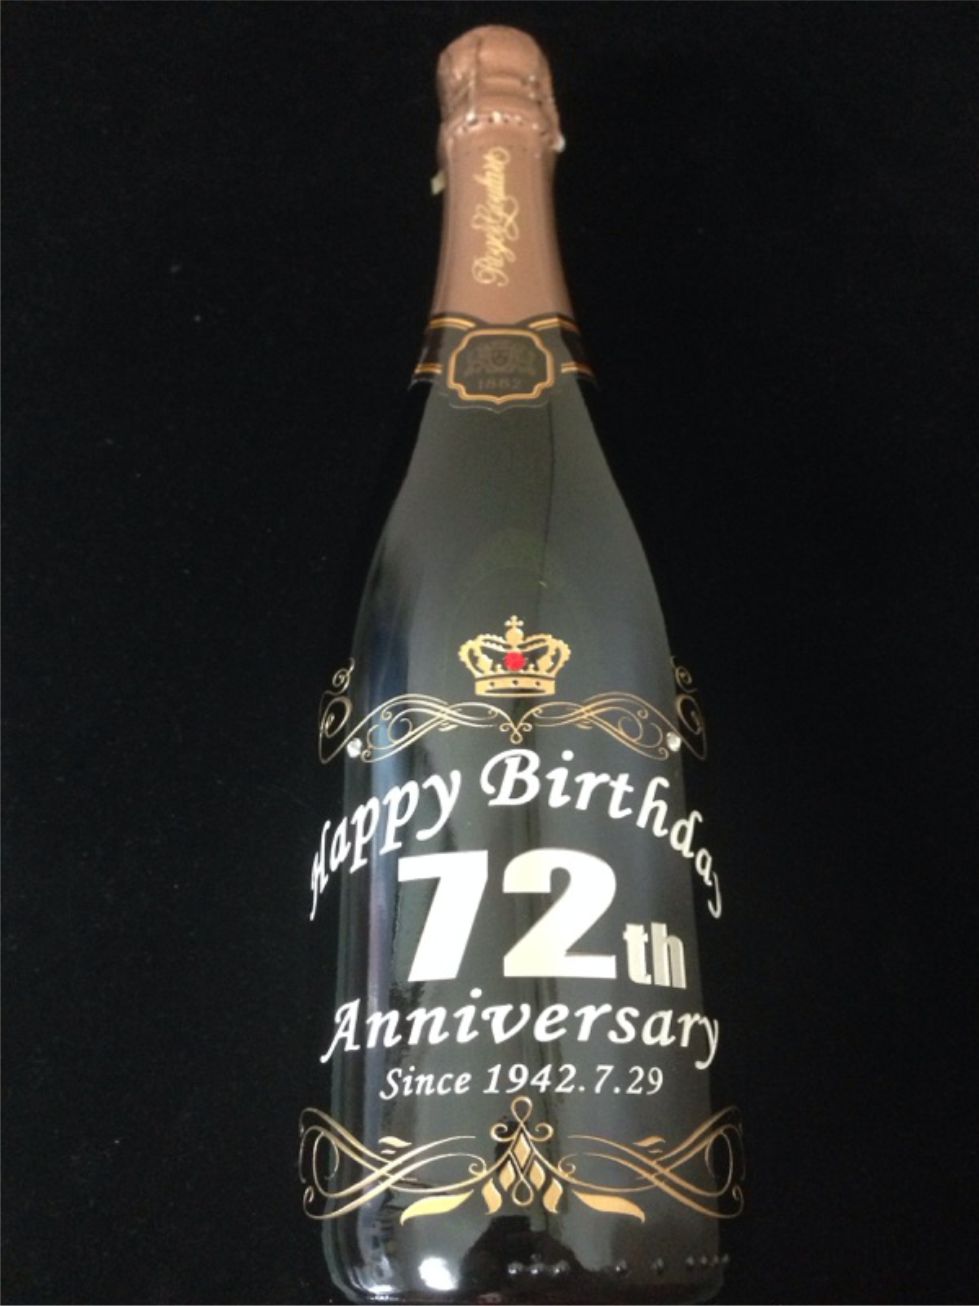 Roger Goulart
1882
Happy Birthday
72th
Anniversary
Since 1942.7.29